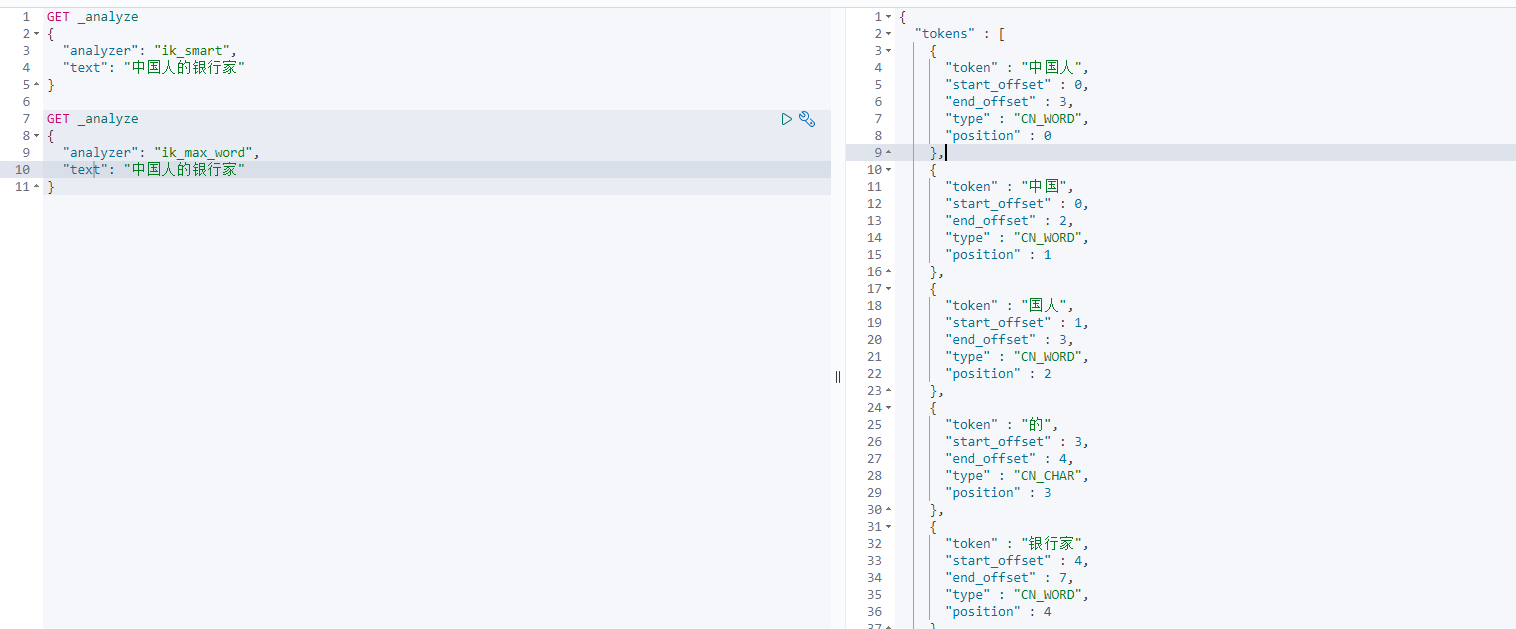 1 GET _analyze
2 {
3 "analyzer": "ik_smart",
4 "text": "中国人的银行家"
5 }
6
7 GET _analyze
8 {
9 "analyzer": "ik_max_word",
10 "text": "中国人的银行家"
11 }
1 {
2 "tokens" : [
3 {
4 "token" : "中国人",
5 "start_offset" : 0,
6 "end_offset" : 3,
7 "type" : "CN_WORD",
8 "position" : 0
9 },
10 {
11 "token" : "中国",
12 "start_offset" : 0,
13 "end_offset" : 2,
14 "type" : "CN_WORD",
15 "position" : 1
16 },
17 {
18 "token" : "国人",
19 "start_offset" : 1,
20 "end_offset" : 3,
21 "type" : "CN_WORD",
22 "position" : 2
23 },
24 {
25 "token" : "的",
26 "start_offset" : 3,
27 "end_offset" : 4,
28 "type" : "CN_CHAR",
29 "position" : 3
30 },
31 {
32 "token" : "银行家",
33 "start_offset" : 4,
34 "end_offset" : 7,
35 "type" : "CN_WORD",
36 "position" : 4
37 }